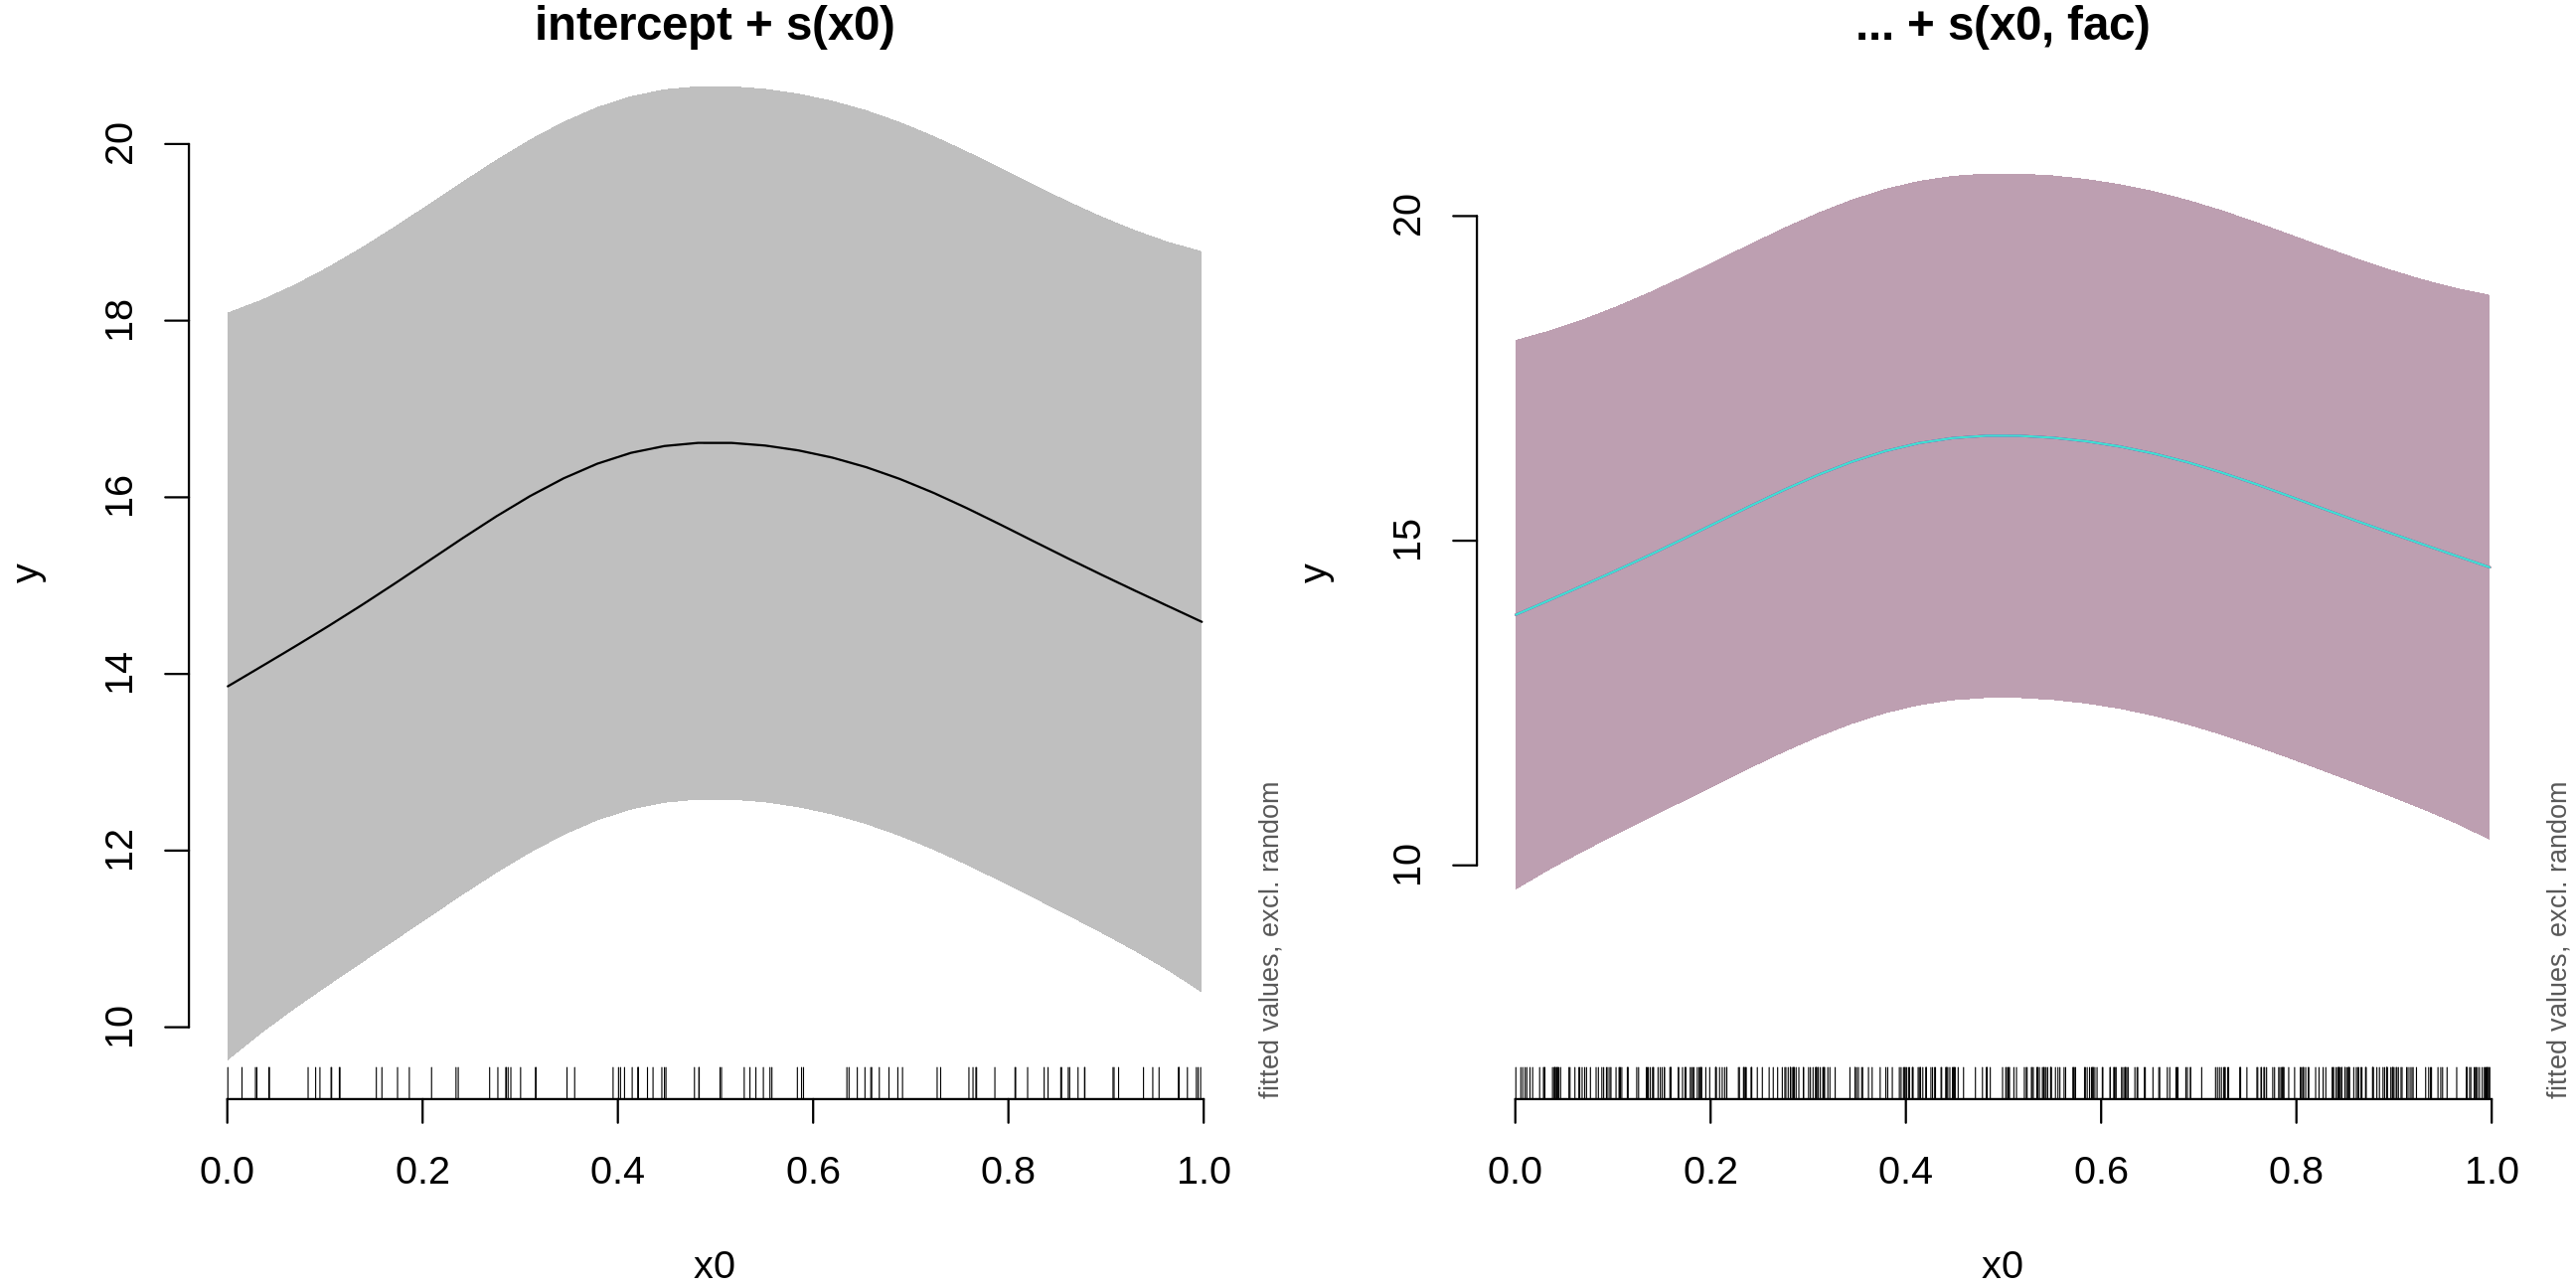 intercept + s(x0)
20
18
16
14
12
10
y
0.0 0.2 0.4 0.6 0.8 1.0
x0
fitted values, excl. random
... + s(x0, fac)
20
15
10
y
0.0 0.2 0.4 0.6 0.8 1.0
x0
fitted values, excl. random